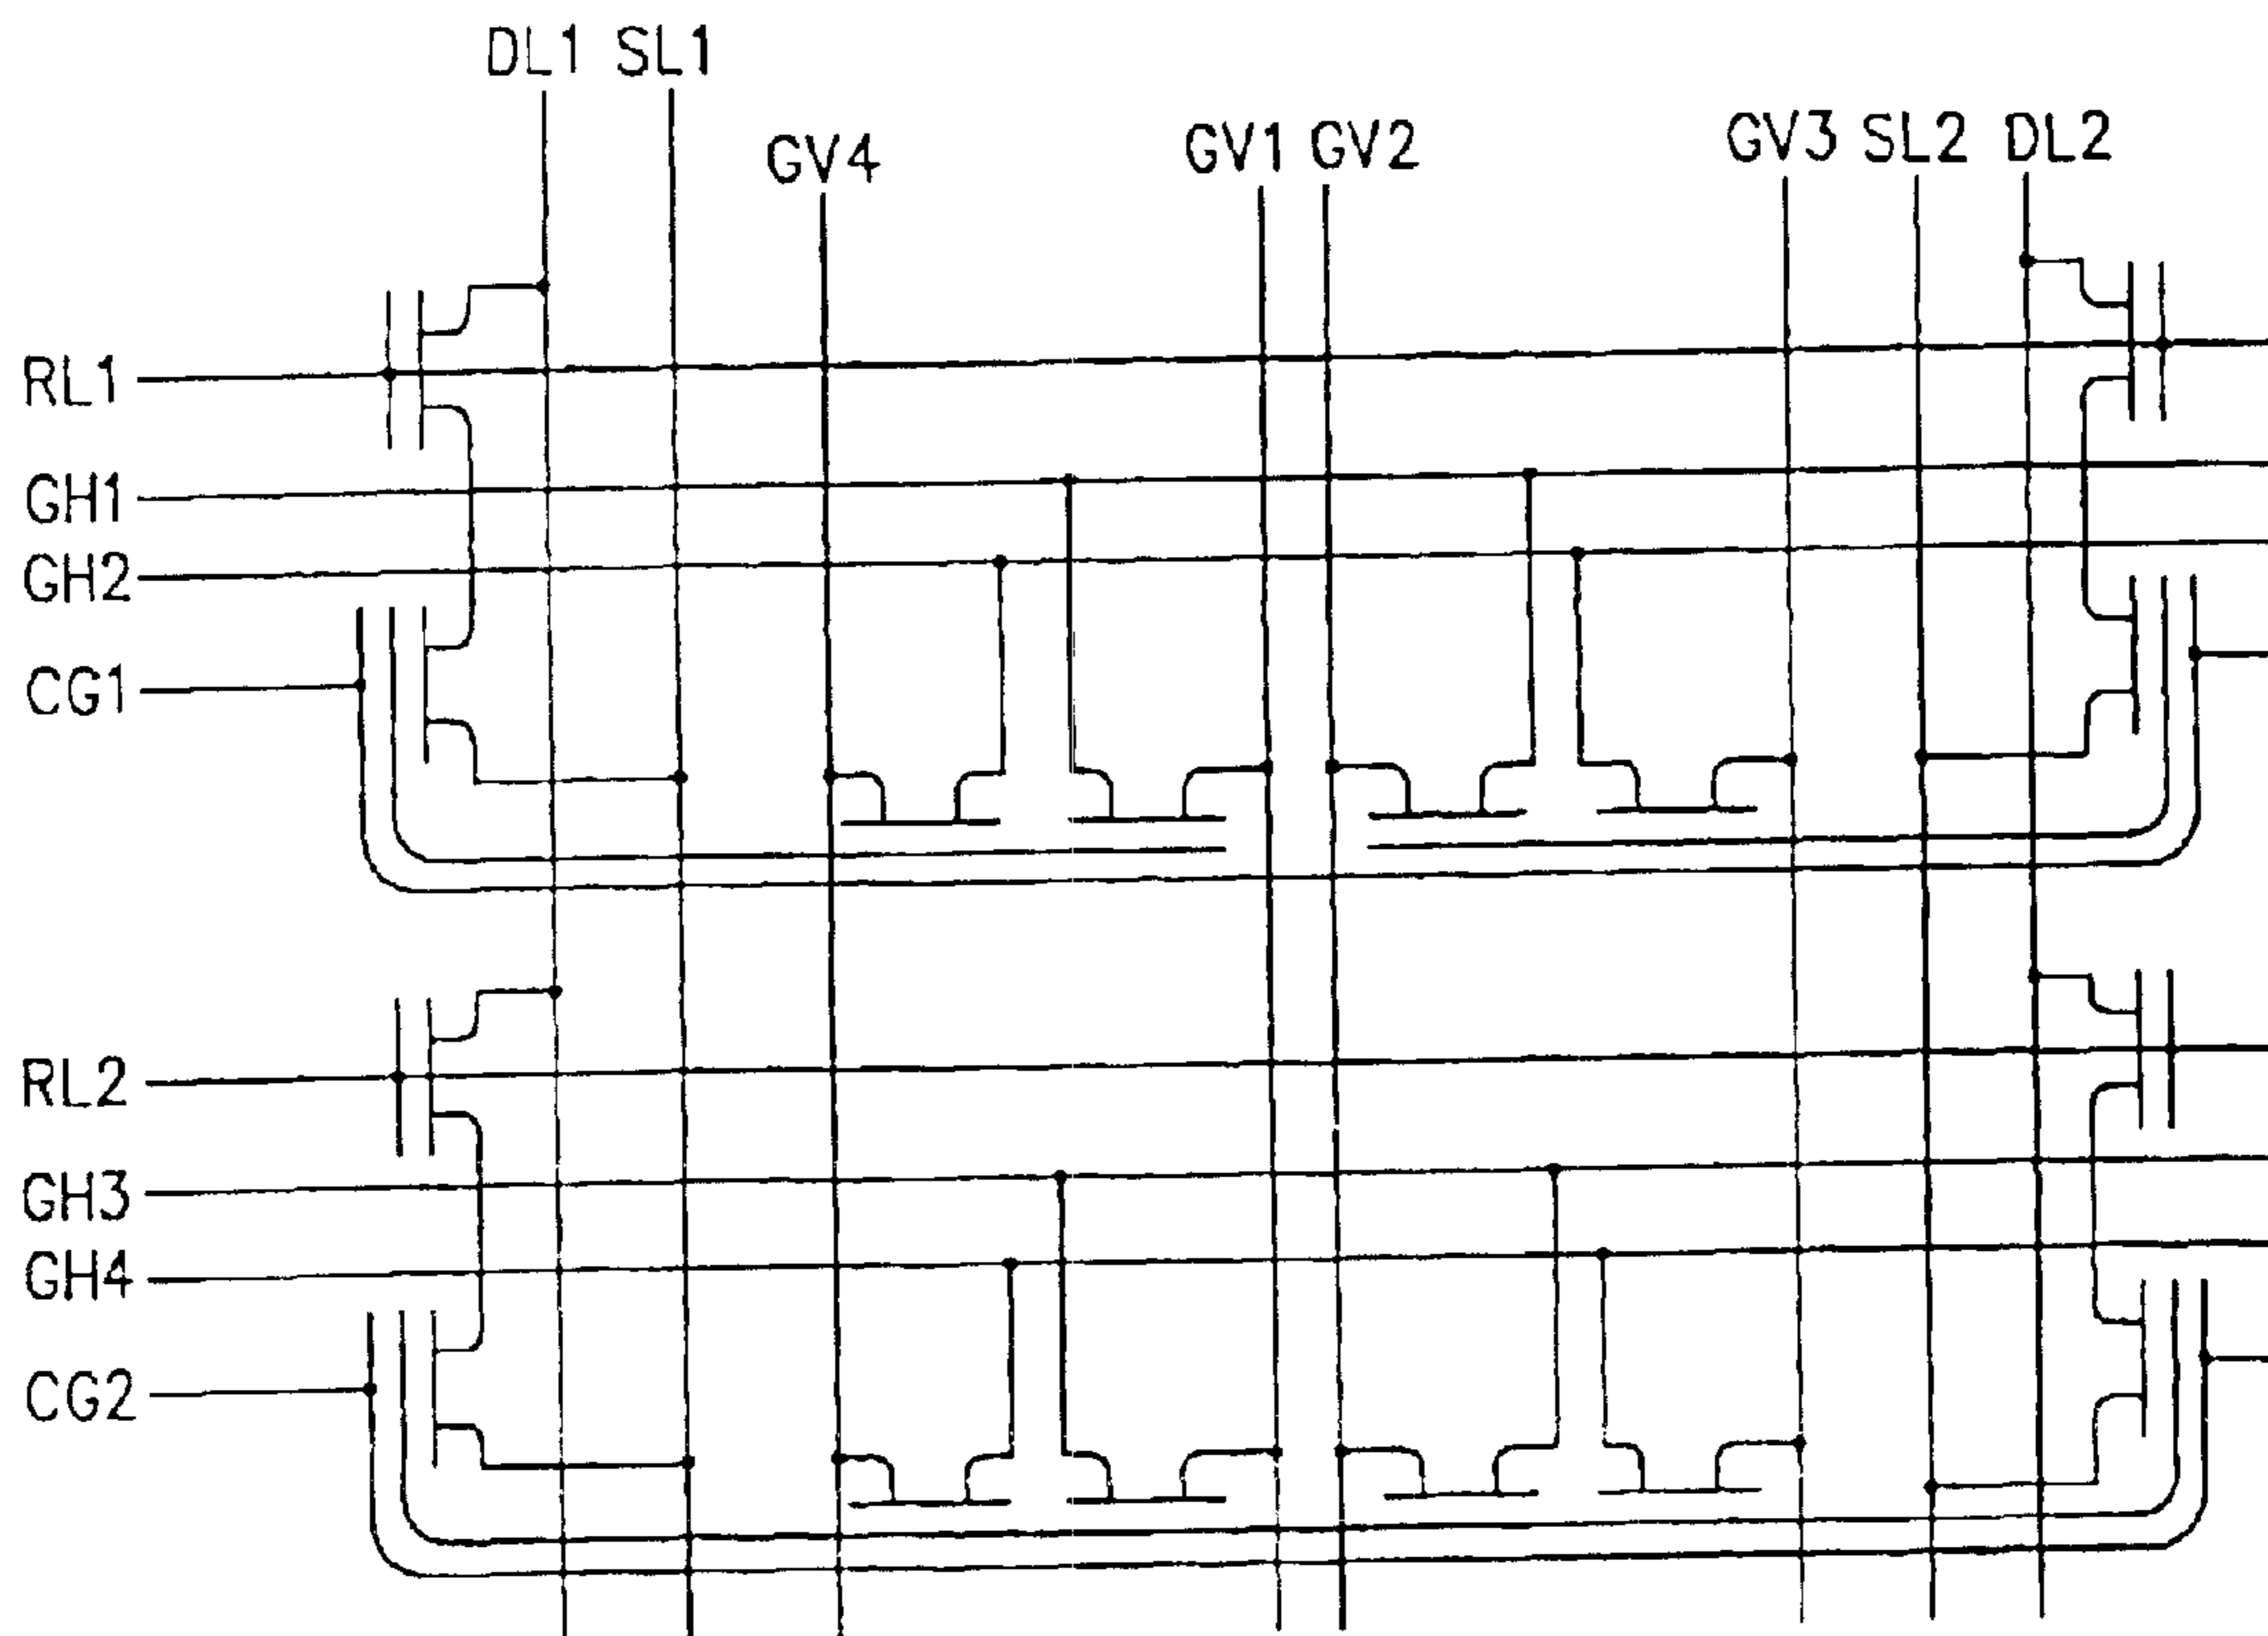 DL1 SL1
GV4 GV1 GV2 GV3 SL2 DL2
RL1
GH1
GH2
CG1
RL2
GH3
GH4
CG2